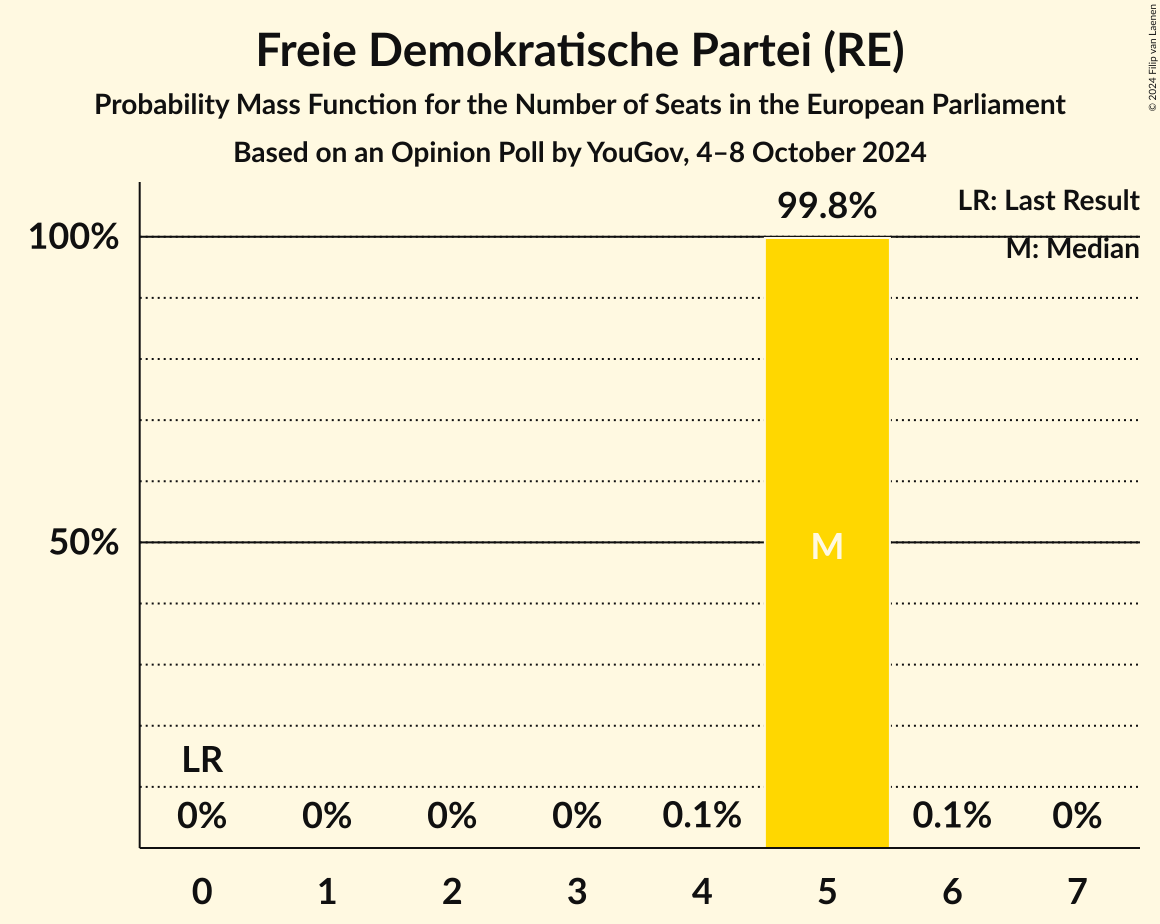 Freie Demokratische Partei (RE)
Probability Mass Function for the Number of Seats in the European Parliament
Based on an Opinion Poll by YouGov, 4–8 October 2024
© 2024 Filip van Laenen
LR: Last Result
M: Median
99.8%
100%
50%
M
LR
0% 0% 0% 0% 0.1% 0.1% 0%
0 1 2 3 4 5 6 7